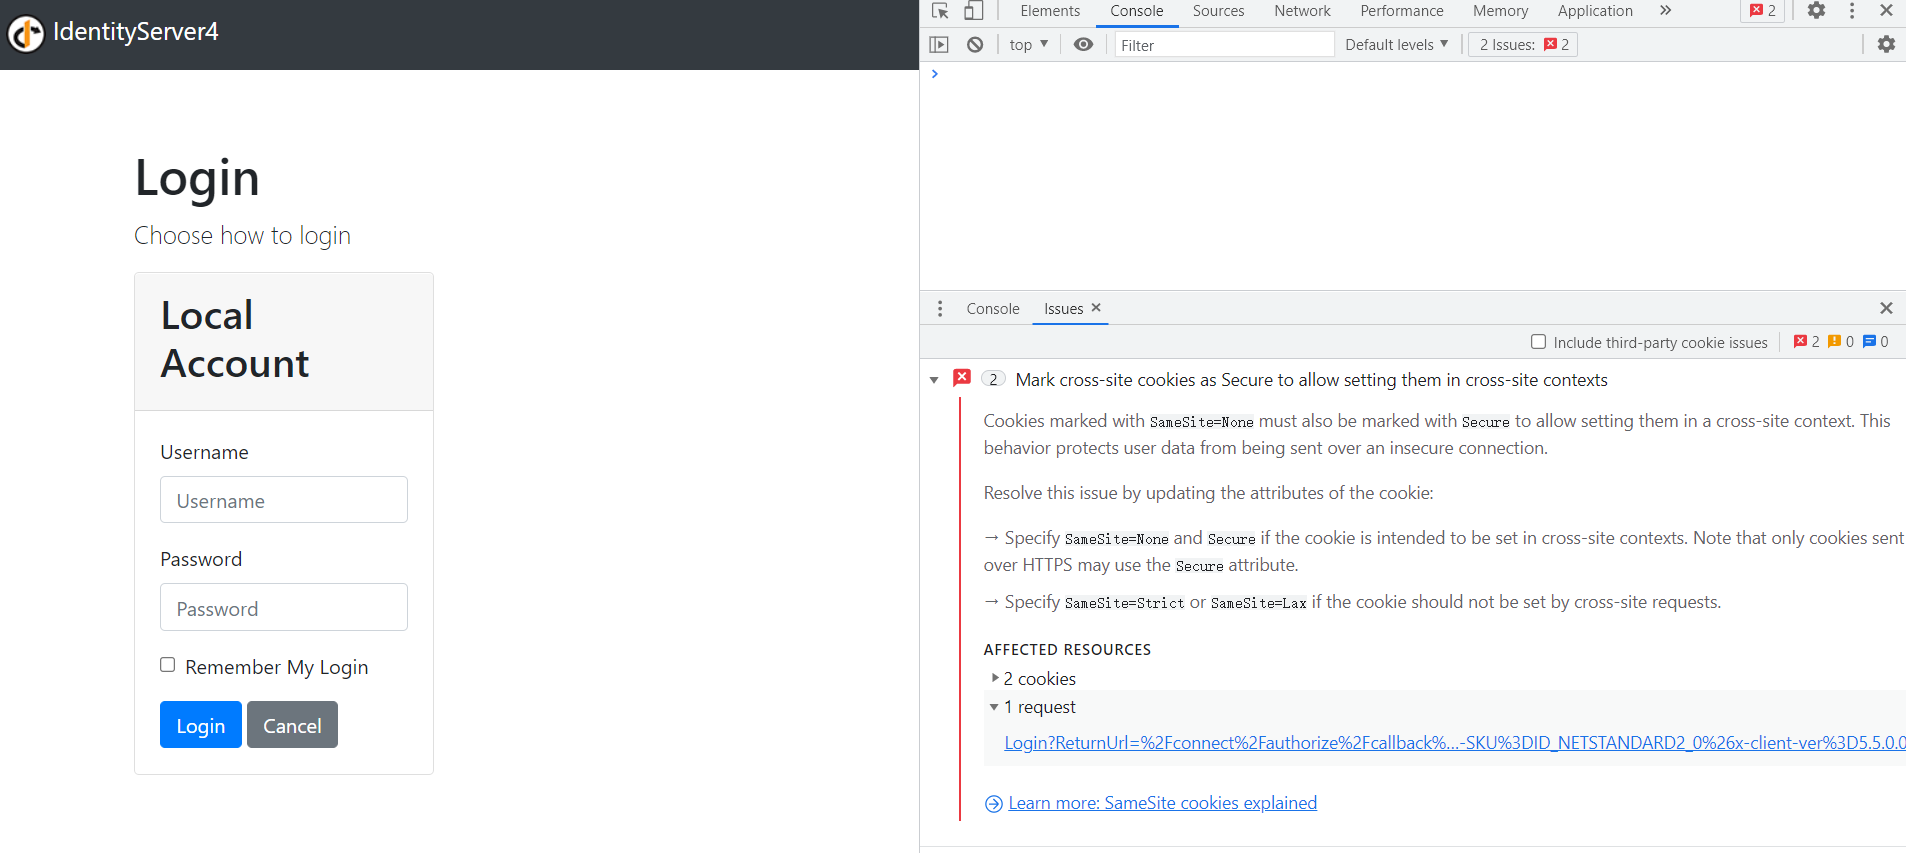 IdentityServer4
Login
Choose how to login
Local
Account
Username
Username
Password
Password
Remember My Login
Login Cancel
Elements Console Sources Network Performance Memory Application » 2
top ▼ Filter Default levels ▼ 2 Issues: 2
›
Console Issues ×
Include third-party cookie issues 2 0 0
2 Mark cross-site cookies as Secure to allow setting them in cross-site contexts
Cookies marked with SameSite=None must also be marked with Secure to allow setting them in a cross-site context. This
behavior protects user data from being sent over an insecure connection.
Resolve this issue by updating the attributes of the cookie:
→ Specify SameSite=None and Secure if the cookie is intended to be set in cross-site contexts. Note that only cookies sent
over HTTPS may use the Secure attribute.
→ Specify SameSite=Strict or SameSite=Lax if the cookie should not be set by cross-site requests.
AFFECTED RESOURCES
2 cookies
1 request
Login?ReturnUrl=%2Fconnect%2Fauthorize%2Fcallback%…-SKU%3DID_NETSTANDARD2_0%26x-client-ver%3D5.5.0.0
Learn more: SameSite cookies explained